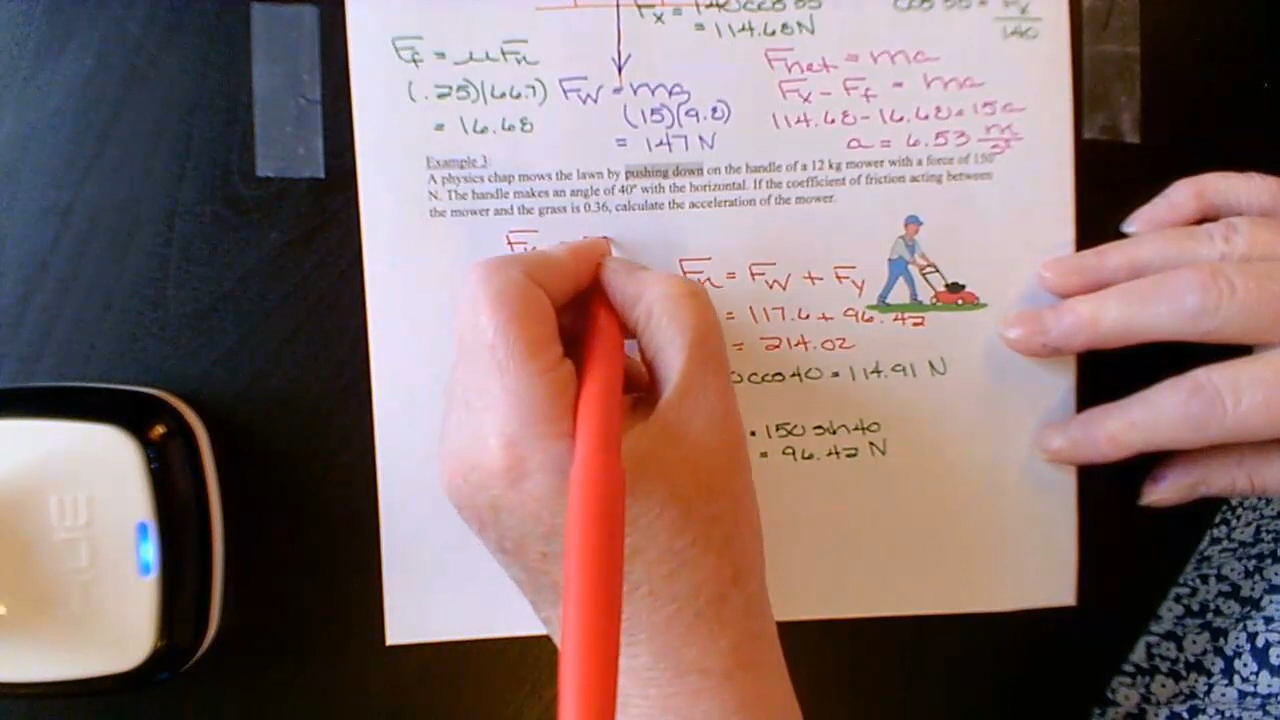 Fx = 140cos35
= 114.68N
140
Ff = μFn
(.25)(66.7)
= 16.68
FW = mg
(15)(9.8)
= 147 N
Fnet = ma
Fx - Ff = ma
114.68 - 16.68 = 15a
a = 6.53 m/s²
Example 3:
A physics chap mows the lawn by pushing down on the handle of a 12 kg mower with a force of 150
N. The handle makes an angle of 40° with the horizontal. If the coefficient of friction acting between
the mower and the grass is 0.36, calculate the acceleration of the mower.
Fn = FW + Fy
= 117.6 + 96.42
= 214.02
cos40 = 114.91 N
= 150 sin 40
= 96.42 N
HUE